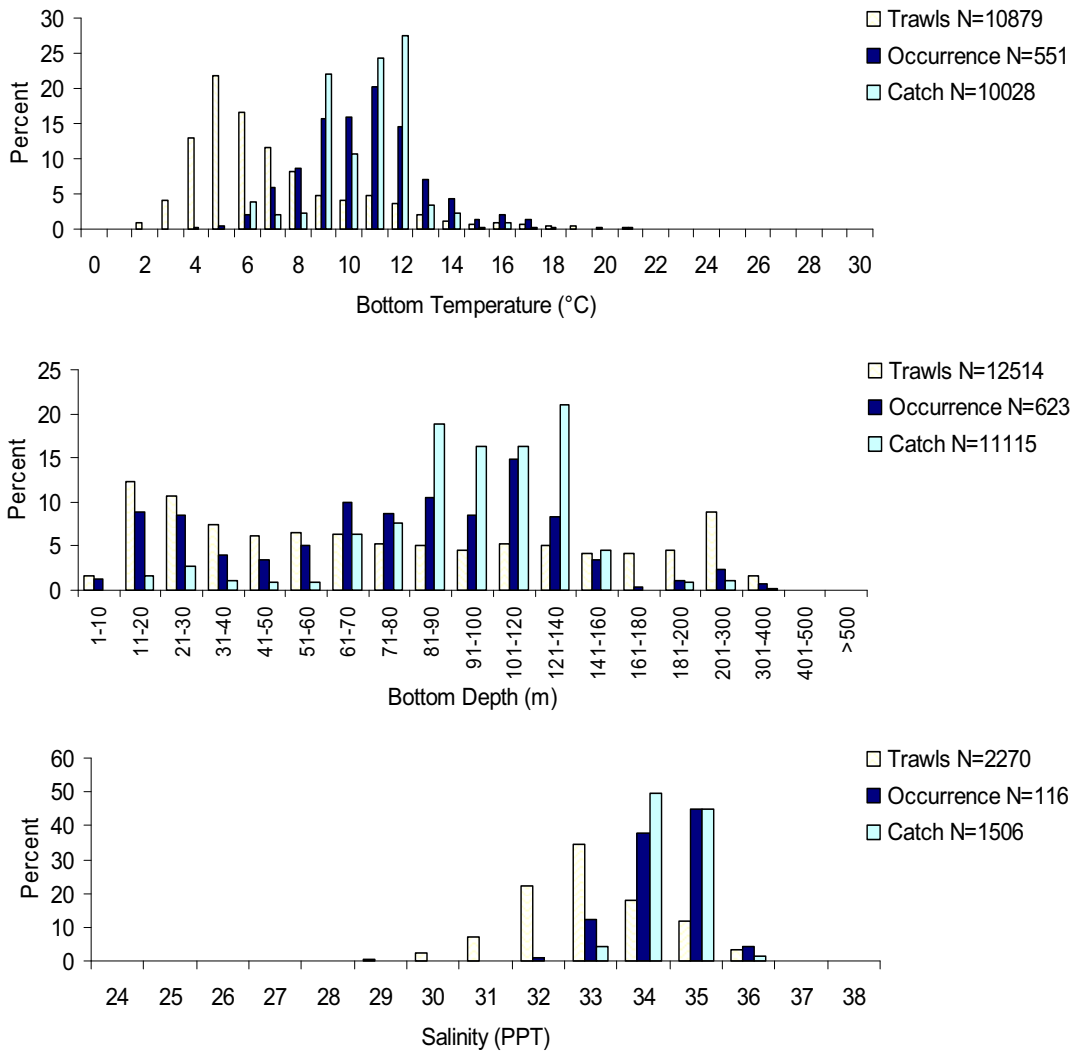 30
25
20
15
10
5
0
Percent
0 2 4 6 8 10 12 14 16 18 20 22 24 26 28 30
Bottom Temperature (°C)
Trawls N=10879
Occurrence N=551
Catch N=10028
25
20
15
10
5
0
Percent
1-10 11-20 21-30 31-40 41-50 51-60 61-70 71-80 81-90 91-100 101-120 121-140 141-160 161-180 181-200 201-300 301-400 401-500 >500
Bottom Depth (m)
Trawls N=12514
Occurrence N=623
Catch N=11115
60
50
40
30
20
10
0
Percent
24 25 26 27 28 29 30 31 32 33 34 35 36 37 38
Salinity (PPT)
Trawls N=2270
Occurrence N=116
Catch N=1506